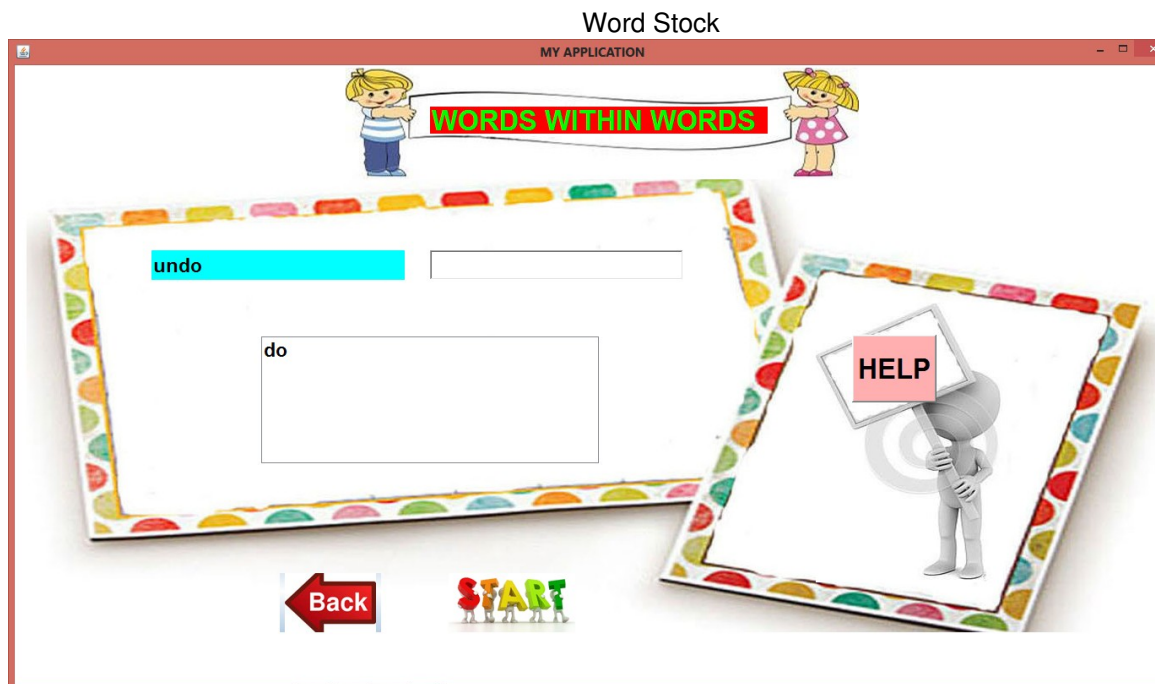 Word Stock
MY APPLICATION
WORDS WITHIN WORDS
undo
do
HELP
Back
START